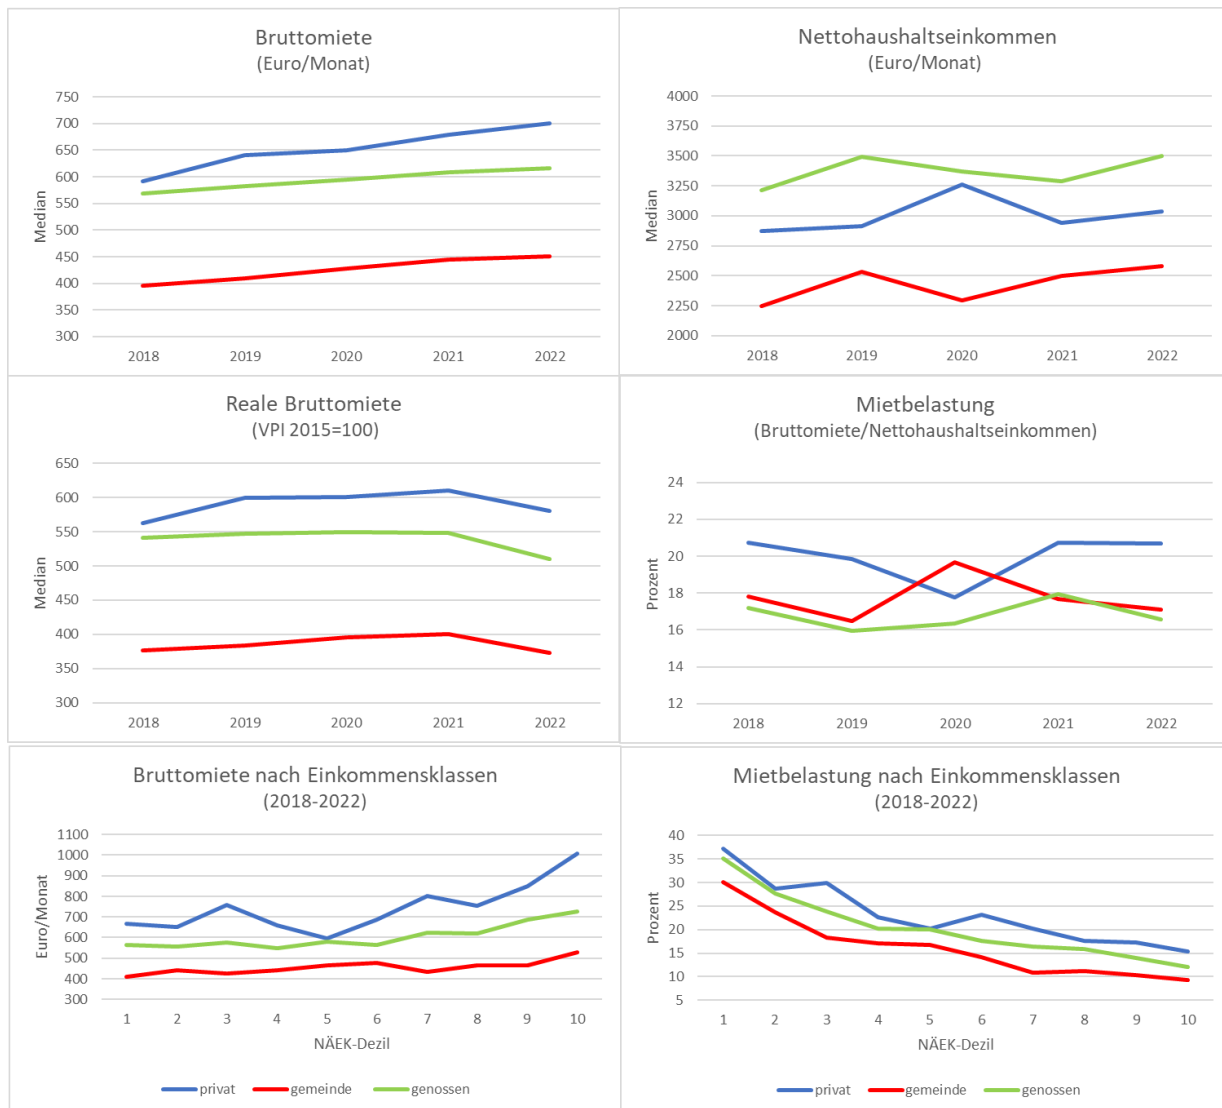 Bruttomiete
(Euro/Monat)
Median
750
700
650
600
550
500
450
400
350
300
2018 2019 2020 2021 2022
Nettohaushaltseinkommen
(Euro/Monat)
Median
4000
3750
3500
3250
3000
2750
2500
2250
2000
2018 2019 2020 2021 2022
Reale Bruttomiete
(VPI 2015=100)
Median
650
600
550
500
450
400
350
300
2018 2019 2020 2021 2022
Mietbelastung
(Bruttomiete/Nettohaushaltseinkommen)
Prozent
24
22
20
18
16
14
12
2018 2019 2020 2021 2022
Bruttomiete nach Einkommensklassen
(2018-2022)
Euro/Monat
1100
1000
900
800
700
600
500
400
300
1 2 3 4 5 6 7 8 9 10
NÄEK-Dezil
privat gemeinde genossen
Mietbelastung nach Einkommensklassen
(2018-2022)
Prozent
40
35
30
25
20
15
10
5
1 2 3 4 5 6 7 8 9 10
NÄEK-Dezil
privat gemeinde genossen